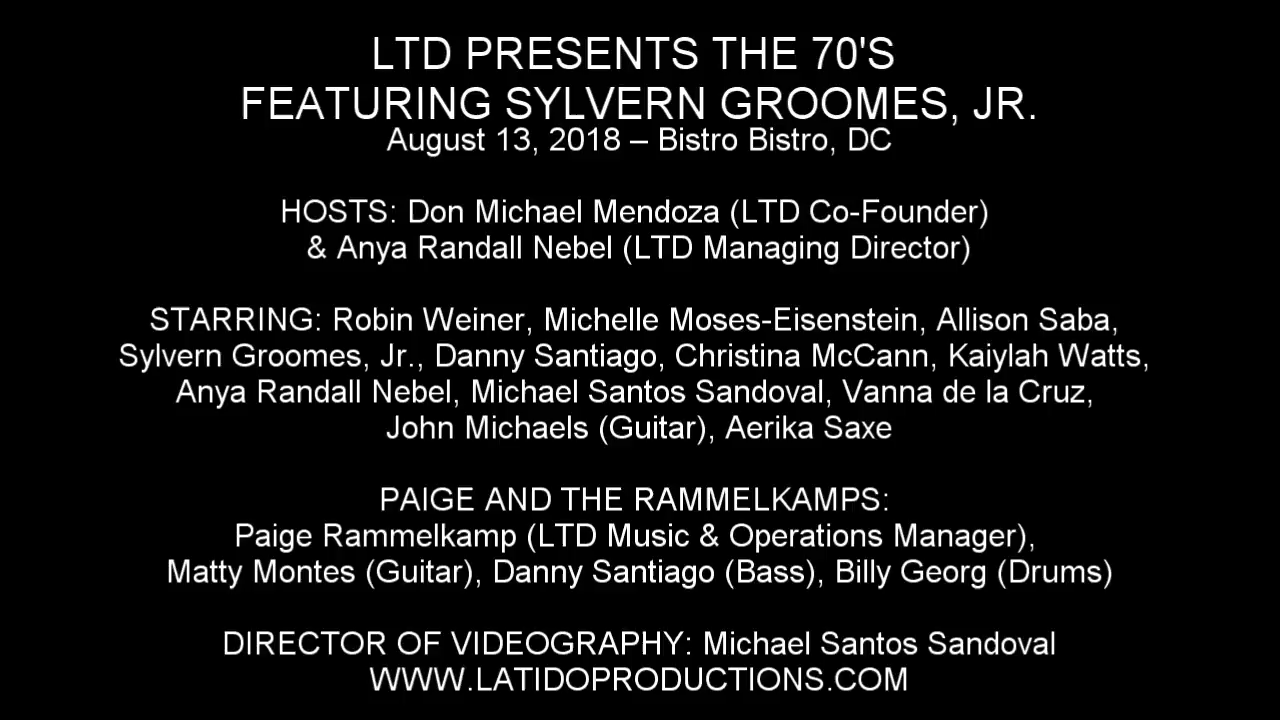 LTD PRESENTS THE 70'S
FEATURING SYLVERN GROOMES, JR.
August 13, 2018 – Bistro Bistro, DC
HOSTS: Don Michael Mendoza (LTD Co-Founder)
& Anya Randall Nebel (LTD Managing Director)
STARRING: Robin Weiner, Michelle Moses-Eisenstein, Allison Saba,
Sylvern Groomes, Jr., Danny Santiago, Christina McCann, Kaiylah Watts,
Anya Randall Nebel, Michael Santos Sandoval, Vanna de la Cruz,
John Michaels (Guitar), Aerika Saxe
PAIGE AND THE RAMMELKAMPS:
Paige Rammelkamp (LTD Music & Operations Manager),
Matty Montes (Guitar), Danny Santiago (Bass), Billy Georg (Drums)
DIRECTOR OF VIDEOGRAPHY: Michael Santos Sandoval
WWW.LATIDOPRODUCTIONS.COM